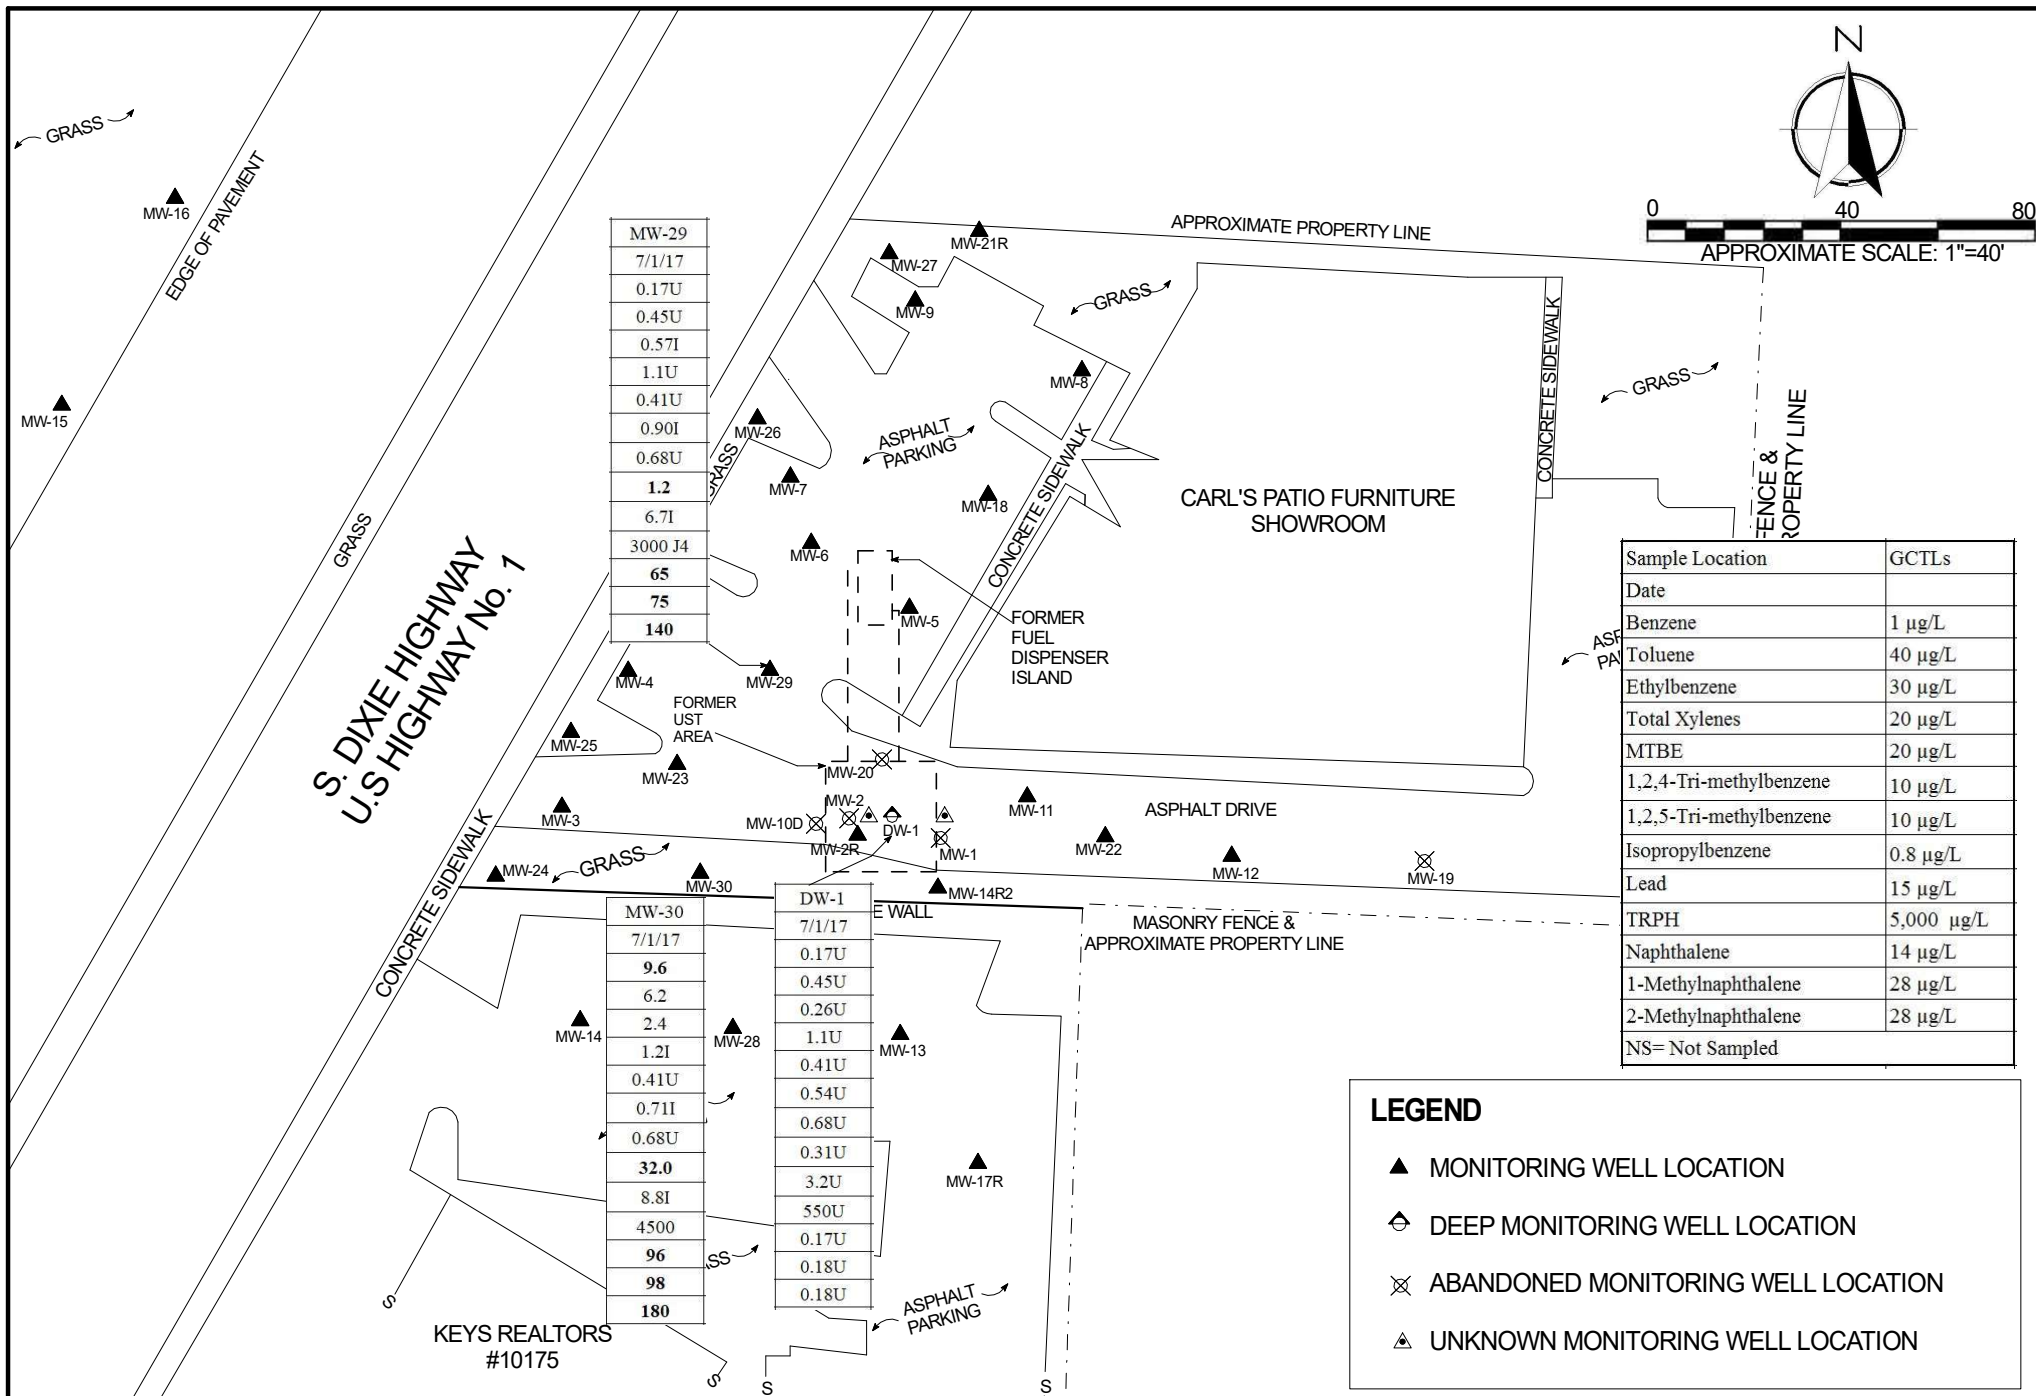 GRASS
MW-16
EDGE OF PAVEMENT
MW-15
GRASS
S. DIXIE HIGHWAY
U.S HIGHWAY No. 1
CONCRETE SIDEWALK
N
0 40 80
APPROXIMATE SCALE: 1"=40'
MW-29
7/1/17
0.17U
0.45U
0.57I
1.1U
0.41U
0.90I
0.68U
1.2
6.7I
3000 J4
65
75
140
MW-21R
MW-27
MW-9
APPROXIMATE PROPERTY LINE
GRASS
MW-8
MW-26
ASPHALT
PARKING
MW-7
MW-18
MW-6
CONCRETE SIDEWALK
CARL'S PATIO FURNITURE
SHOWROOM
CONCRETE SIDEWALK
GRASS
FENCE &
MW-5
FORMER
FUEL
DISPENSER
ISLAND
MW-4
MW-29
FORMER
UST
AREA
MW-25
MW-23
MW-20
MW-2
MW-3
MW-10D
DW-1
MW-2R
MW-1
MW-11
ASPHALT DRIVE
MW-22
MW-12
MW-19
MW-24
GRASS
MW-30
MW-14R2
WALL
MASONRY FENCE &
APPROXIMATE PROPERTY LINE
MW-30
7/1/17
9.6
6.2
2.4
1.2I
0.41U
0.71I
0.68U
32.0
8.8I
4500
96
98
180
DW-1
7/1/17
0.17U
0.45U
0.26U
1.1U
0.41U
0.54U
0.68U
0.31U
3.2U
550U
0.17U
0.18U
0.18U
MW-14
MW-28
MW-13
MW-17R
ASPHALT
PARKING
S
S
S
S
KEYS REALTORS
#10175
Sample Location GCTLs
Date
Benzene 1 µg/L
Toluene 40 µg/L
Ethylbenzene 30 µg/L
Total Xylenes 20 µg/L
MTBE 20 µg/L
1,2,4-Tri-methylbenzene 10 µg/L
1,2,5-Tri-methylbenzene 10 µg/L
Isopropylbenzene 0.8 µg/L
Lead 15 µg/L
TRPH 5,000 µg/L
Naphthalene 14 µg/L
1-Methylnaphthalene 28 µg/L
2-Methylnaphthalene 28 µg/L
NS= Not Sampled
LEGEND
MONITORING WELL LOCATION
DEEP MONITORING WELL LOCATION
ABANDONED MONITORING WELL LOCATION
UNKNOWN MONITORING WELL LOCATION